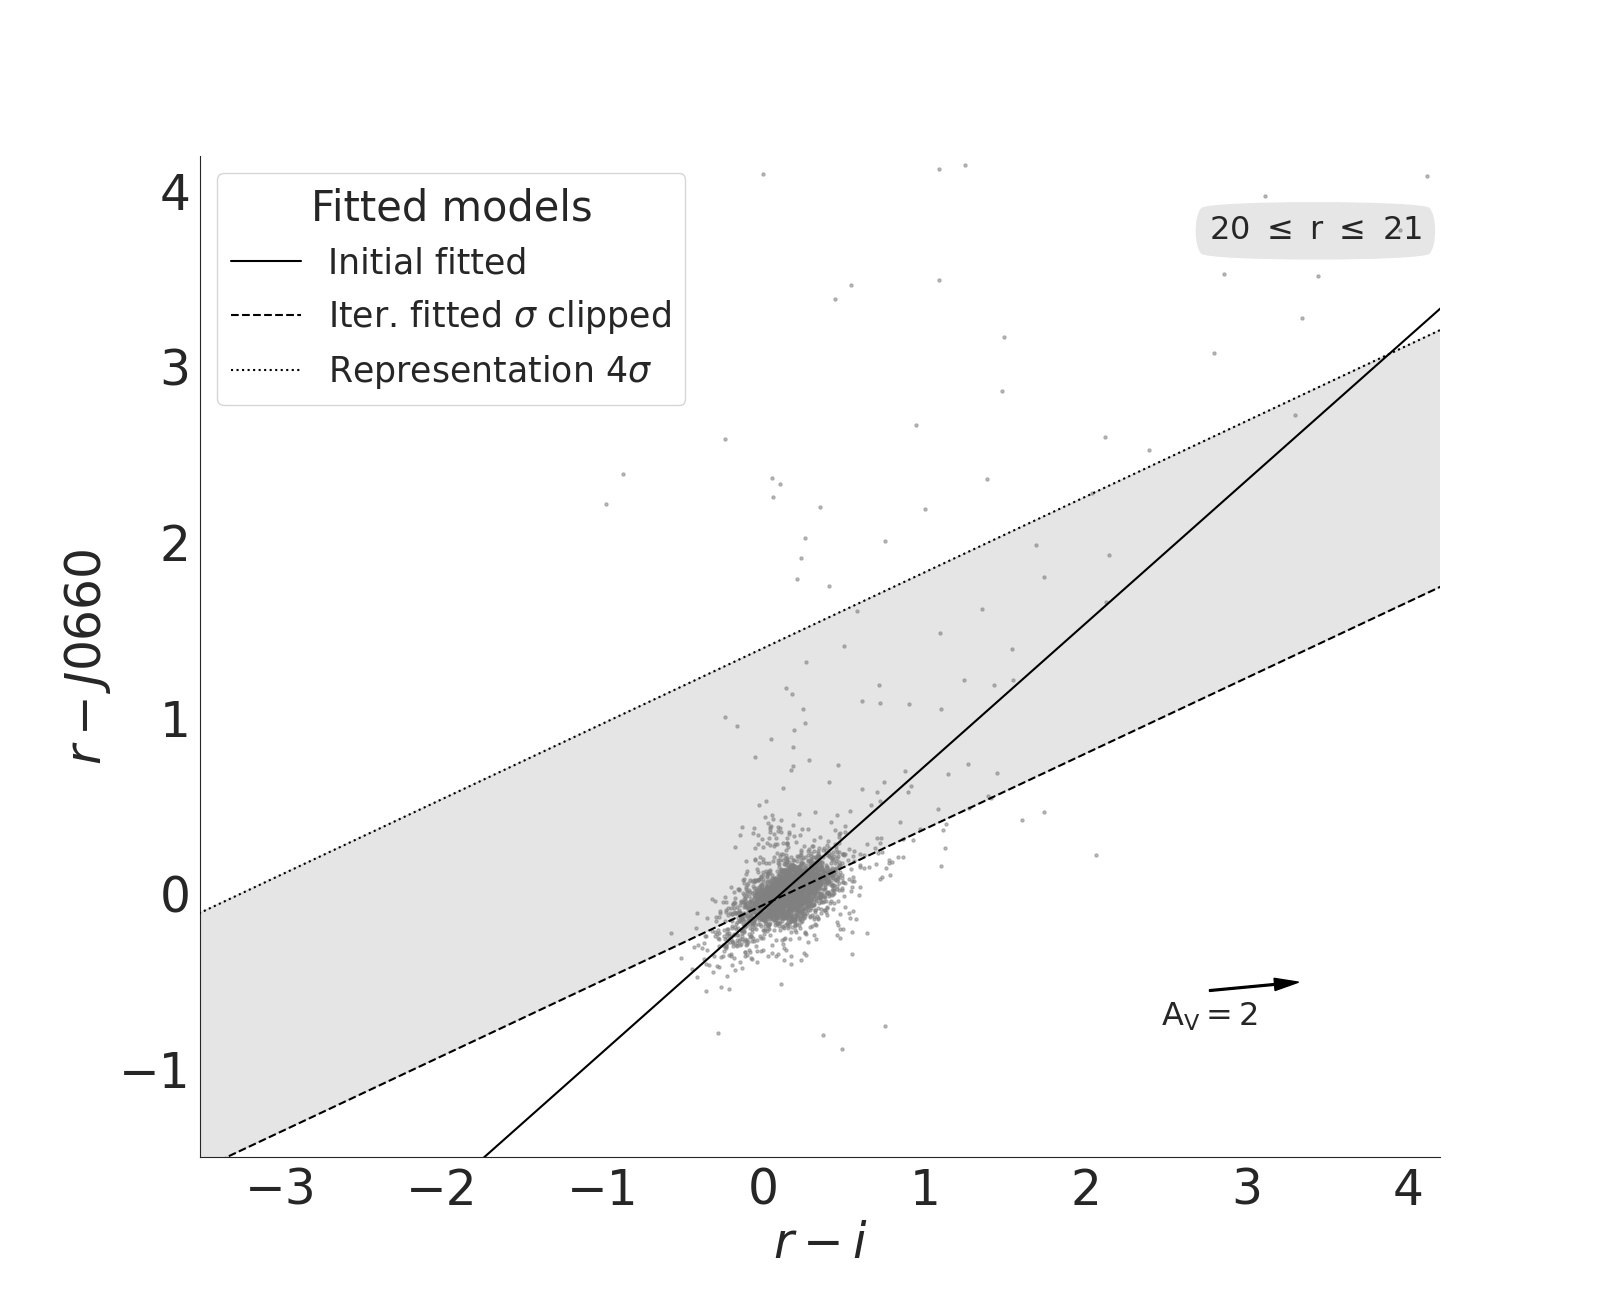 Fitted models
Initial fitted
Iter. fitted σ clipped
Representation 4σ
20 ≤ r ≤ 21
4
3
2
1
0
−1
r − J0660
A_V = 2
−3 −2 −1 0 1 2 3 4
r − i